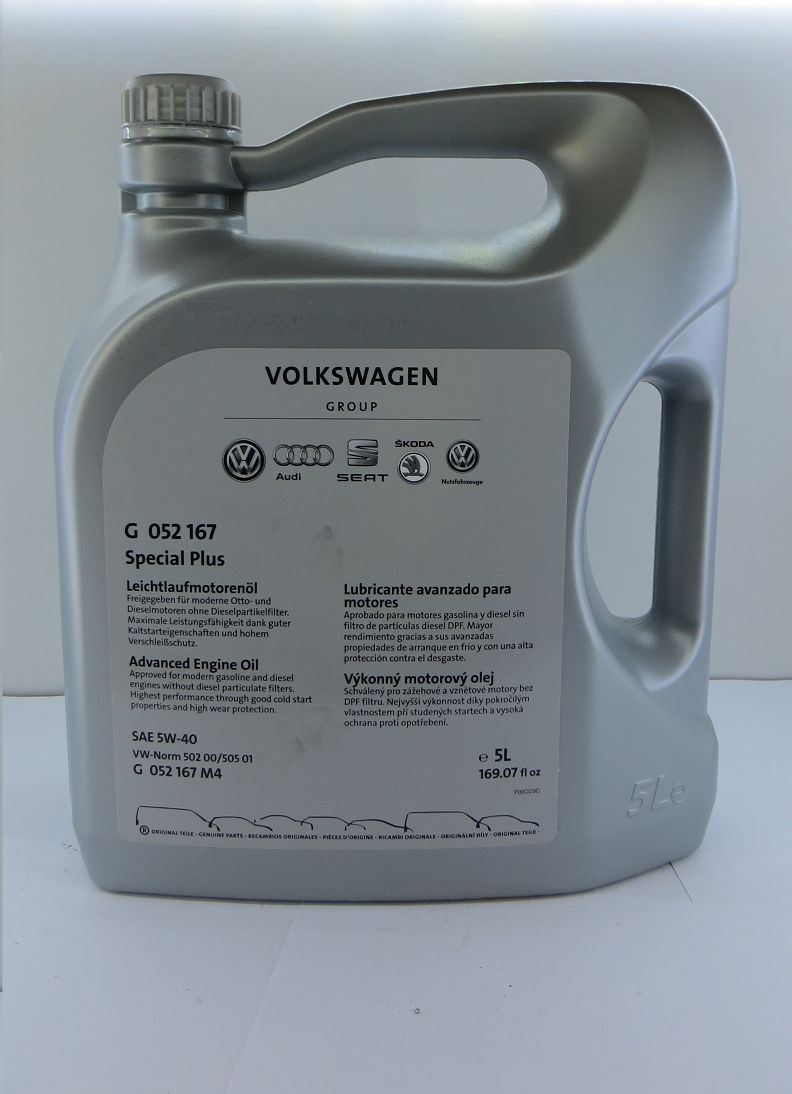 VOLKSWAGEN
GROUP
Audi
SEAT
ŠKODA
Nutzfahrzeuge
G 052 167
Special Plus
Leichtlaufmotorenöl
Freigegeben für moderne Otto- und
Dieselmotoren ohne Dieselpartikelfilter.
Maximale Leistungsfähigkeit dank guter
Kaltstarteigenschaften und hohem
Verschleißschutz.
Advanced Engine Oil
Approved for modern gasoline and diesel
engines without diesel particulate filters.
Highest performance through good cold start
properties and high wear protection.
Lubricante avanzado para
motores
Aprobado para motores gasolina y diesel sin
filtro de partículas diesel DPF. Mayor
rendimiento gracias a sus avanzadas
propiedades de arranque en frío y con una alta
protección contra el desgaste.
Výkonný motorový olej
Schválený pro zážehové a vznětové motory bez
DPF filtru. Nejvyšší výkonnost díky pokročilým
vlastnostem při studených startech a vysoká
ochrana proti opotřebení.
SAE 5W-40
VW-Norm 502 00/505 01
G 052 167 M4
℮ 5L
169.07 fl oz
® ORIGINAL TEILE · GENUINE PARTS · RECAMBIOS ORIGINALES · PIÈCES D'ORIGINE · RICAMBI ORIGINALE · ORIGINÁLNÍ DÍLY · ORIGINAL TEILE ·
5L℮